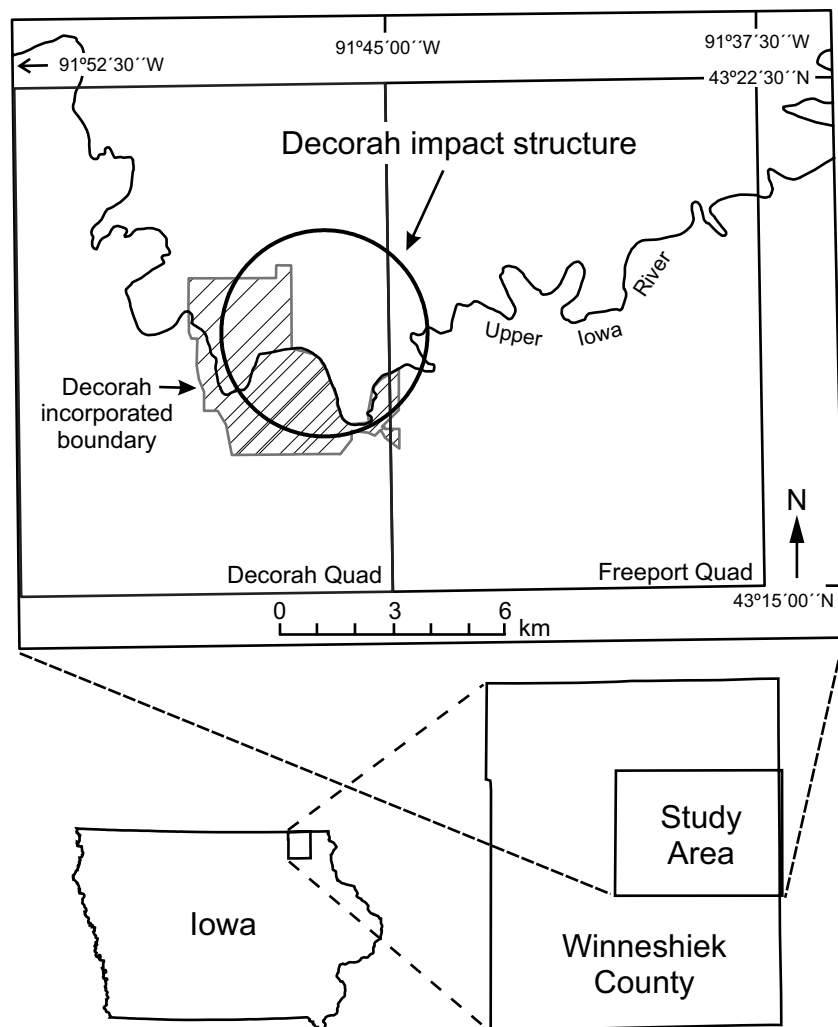 91º45´00´´W
91º37´30´´W
91º52´30´´W
43º22´30´´N
Decorah impact structure
River
Upper
Iowa
Decorah
incorporated
boundary
N
Decorah Quad
Freeport Quad
43º15´00´´N
0
3
6
km
Study
Area
Iowa
Winneshiek
County